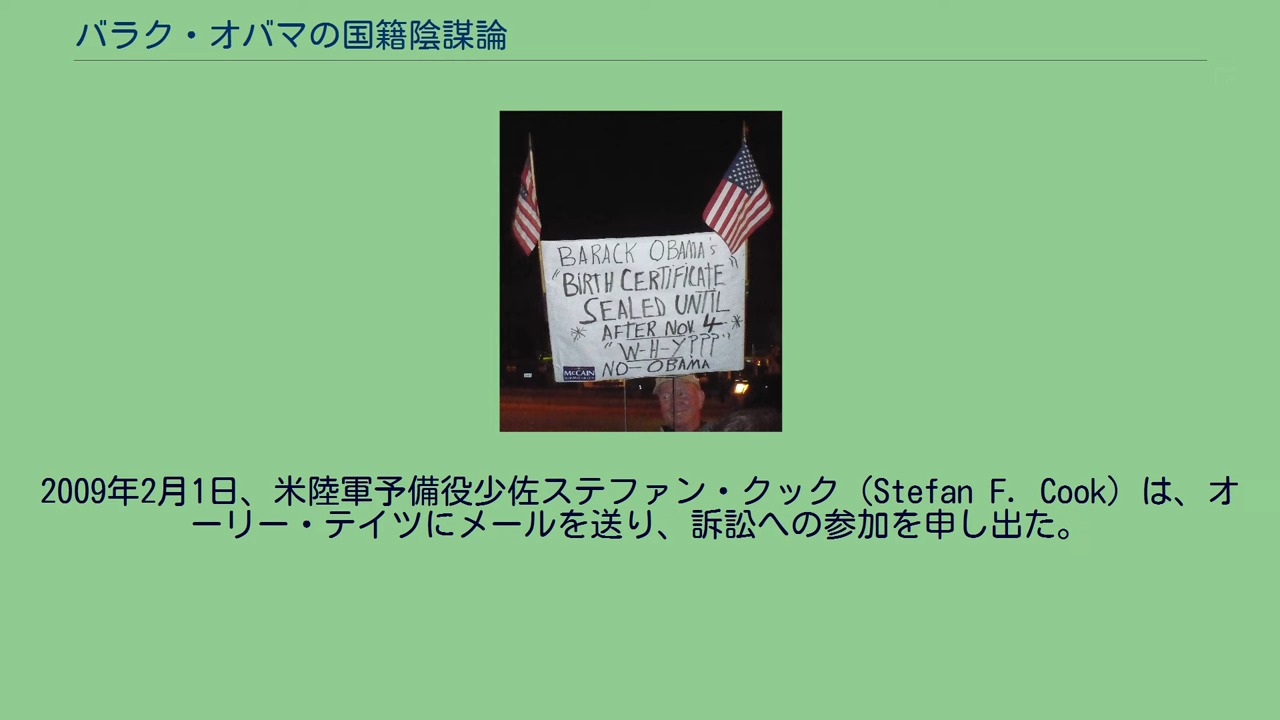 バラク・オバマの国籍陰謀論
BARACK OBAMA's
"BIRTH CERTIFICATE"
SEALED UNTIL
* AFTER NOV. 4 *
"W-H-Y???"
McCAIN
NO- OBAMA
2009年2月1日、米陸軍予備役少佐ステファン・クック（Stefan F. Cook）は、オ
ーリー・テイツにメールを送り、訴訟への参加を申し出た。